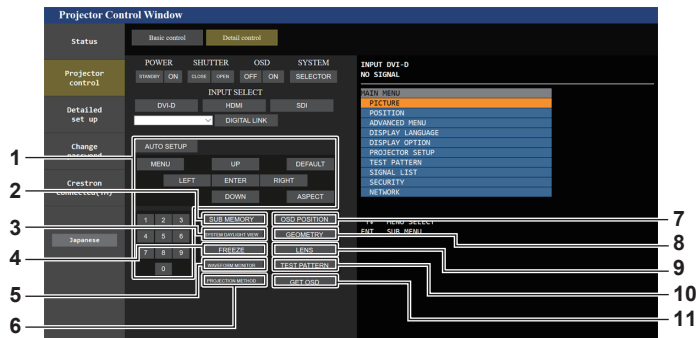 Projector Control Window
Status
Projector
control
Detailed
set up
Change
password
Crestron
Connected(TM)
Japanese
Basic control
Detail control
POWER SHUTTER OSD SYSTEM
STANDBY ON CLOSE OPEN OFF ON SELECTOR
INPUT SELECT
DVI-D HDMI SDI
DIGITAL LINK
AUTO SETUP
MENU UP DEFAULT
LEFT ENTER RIGHT
DOWN ASPECT
1 2 3
4 5 6
7 8 9
0
SUB MEMORY
SYSTEM DAYLIGHT VIEW
FREEZE
WAVEFORM MONITOR
PROJECTION METHOD
OSD POSITION
GEOMETRY
LENS
TEST PATTERN
GET OSD
INPUT DVI-D
NO SIGNAL
MAIN MENU
PICTURE
POSITION
ADVANCED MENU
DISPLAY LANGUAGE
DISPLAY OPTION
PROJECTOR SETUP
TEST PATTERN
SIGNAL LIST
SECURITY
NETWORK
MENU SELECT
ENT SUB MENU
1
2
3
4
5
6
7
8
9
10
11